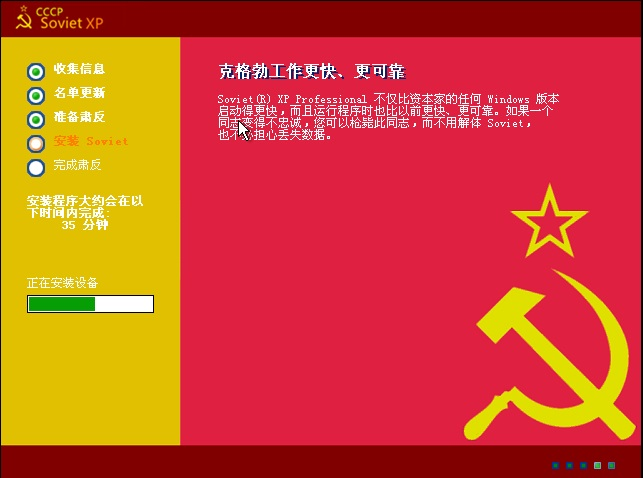 CCCP
Soviet XP
收集信息
名单更新
准备肃反
安装 Soviet
完成肃反
安装程序大约会在以
下时间内完成:
35 分钟
正在安装设备
克格勃工作更快、更可靠
Soviet(R) XP Professional 不仅比资本家的任何 Windows 版本
启动得更快，而且运行程序时也比以前更快、更可靠。如果一个
同志变得不忠诚，您可以枪毙此同志，而不用解体 Soviet，
也不必担心丢失数据。